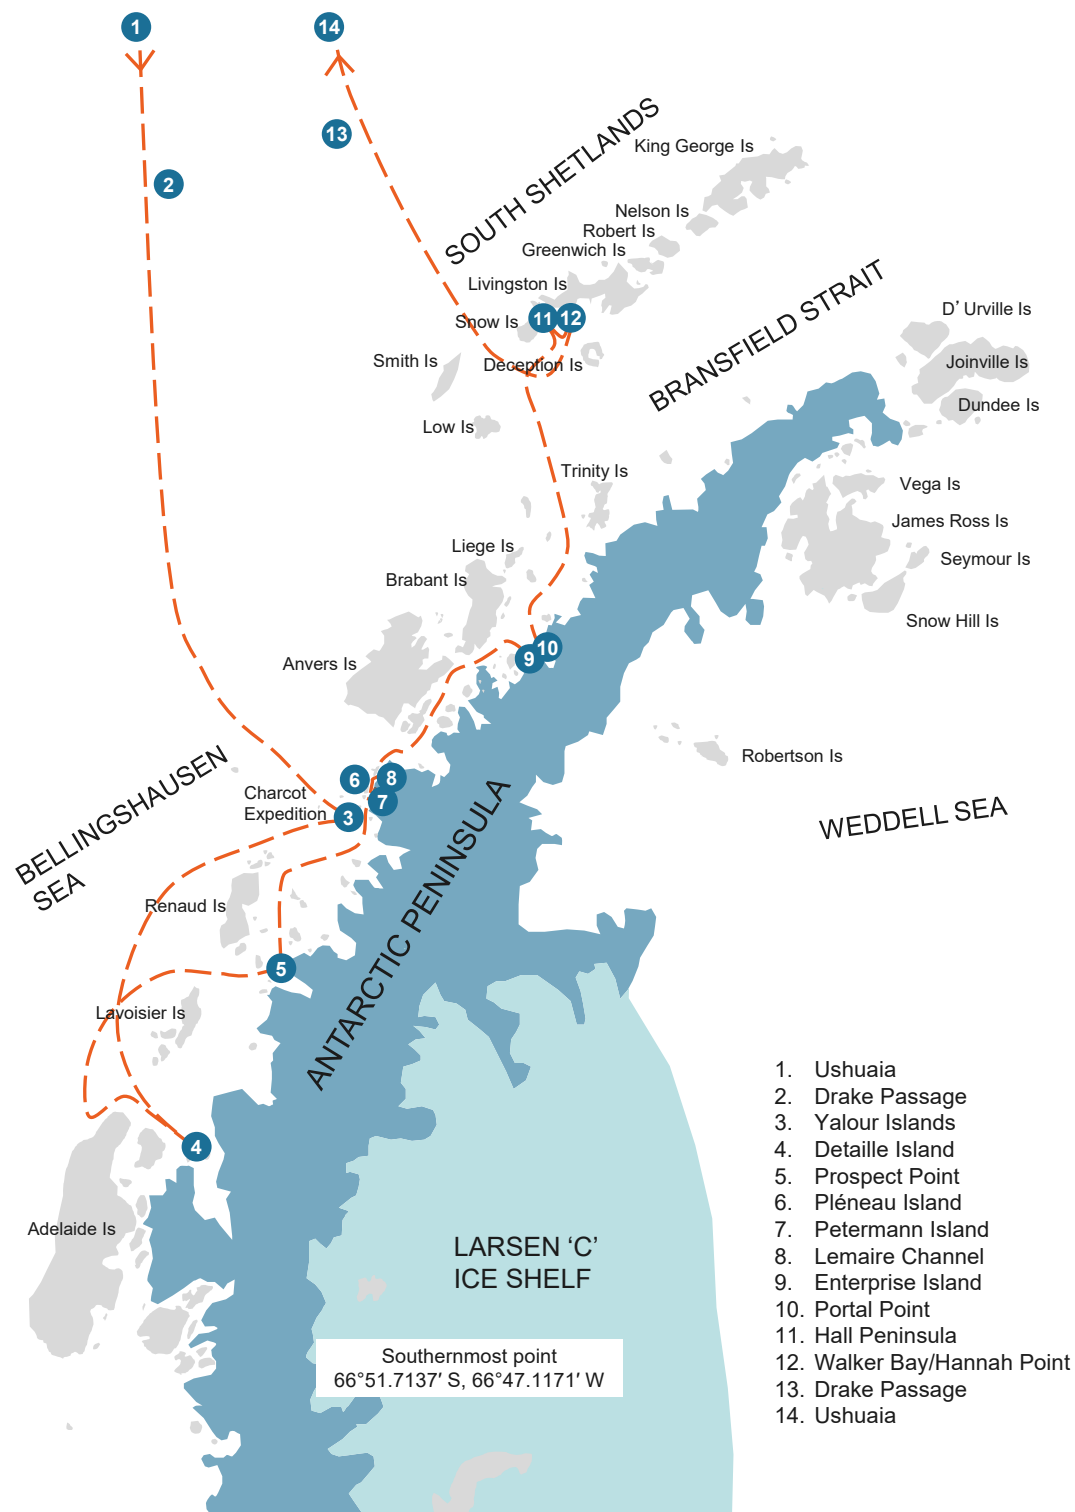 1
14
13
2
SOUTH SHETLANDS
King George Is
Nelson Is
Robert Is
Greenwich Is
Livingston Is
Snow Is
11
12
Smith Is
Deception Is
Low Is
BRANSFIELD STRAIT
D’ Urville Is
Joinville Is
Dundee Is
Trinity Is
Vega Is
James Ross Is
Seymour Is
Snow Hill Is
Liege Is
Brabant Is
Anvers Is
10
9
Robertson Is
BELLINGSHAUSEN
SEA
Charcot
Expedition
6
8
7
3
WEDDELL SEA
ANTARCTIC PENINSULA
Renaud Is
5
Lavoisier Is
4
Adelaide Is
LARSEN ‘C’
ICE SHELF
Southernmost point
66°51.7137′ S, 66°47.1171′ W
1. Ushuaia
2. Drake Passage
3. Yalour Islands
4. Detaille Island
5. Prospect Point
6. Pléneau Island
7. Petermann Island
8. Lemaire Channel
9. Enterprise Island
10. Portal Point
11. Hall Peninsula
12. Walker Bay/Hannah Point
13. Drake Passage
14. Ushuaia